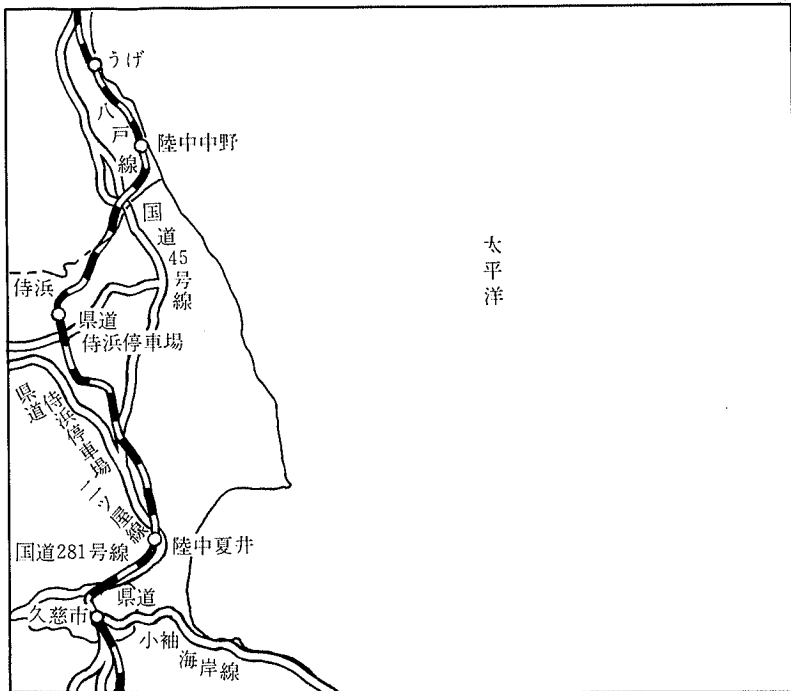 うげ
八戸線
陸中中野
国道45号線
太平洋
侍浜
県道
侍浜停車場
県道侍浜停車場二ツ屋線
陸中夏井
国道281号線
県道
久慈市
小袖
海岸線